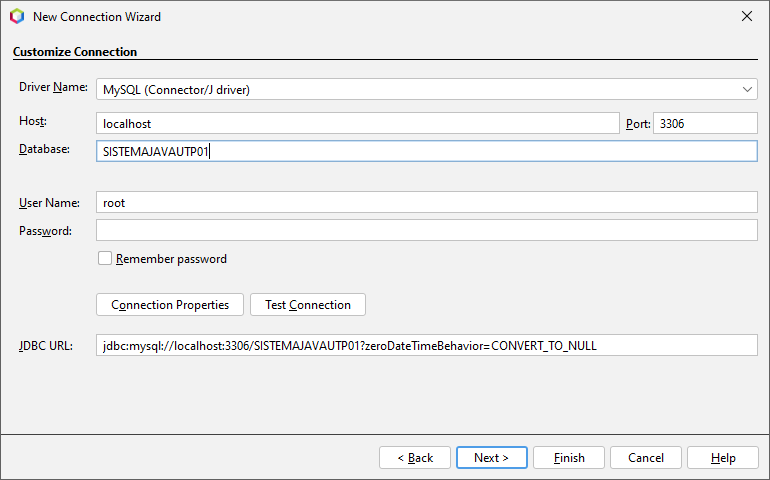 New Connection Wizard
Customize Connection
Driver Name: MySQL (Connector/J driver)
Host: localhost Port: 3306
Database: SISTEMAJAVAUTP01
User Name: root
Password:
Remember password
Connection Properties Test Connection
JDBC URL: jdbc:mysql://localhost:3306/SISTEMAJAVAUTP01?zeroDateTimeBehavior=CONVERT_TO_NULL
< Back Next > Finish Cancel Help